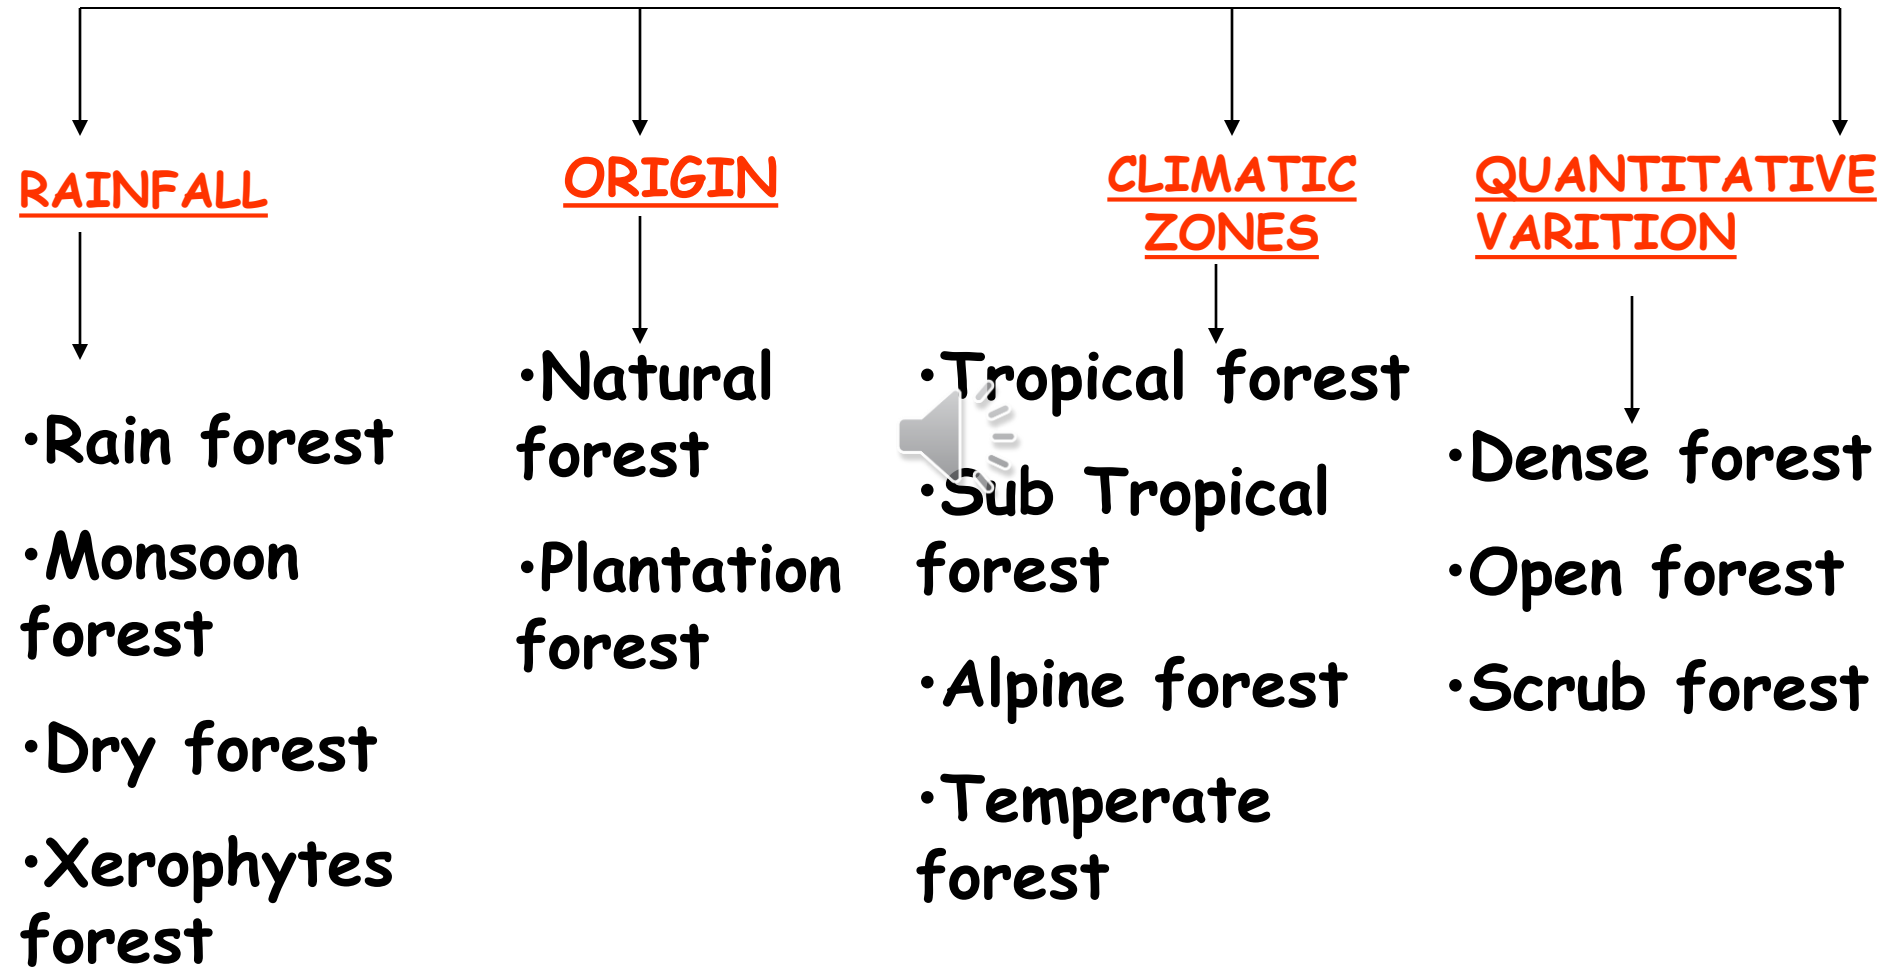 RAINFALL
•Rain forest
•Monsoon
forest
•Dry forest
•Xerophytes
forest
ORIGIN
•Natural
forest
•Plantation
forest
CLIMATIC
ZONES
•Tropical forest
•Sub Tropical
forest
•Alpine forest
•Temperate
forest
QUANTITATIVE
VARITION
•Dense forest
•Open forest
•Scrub forest